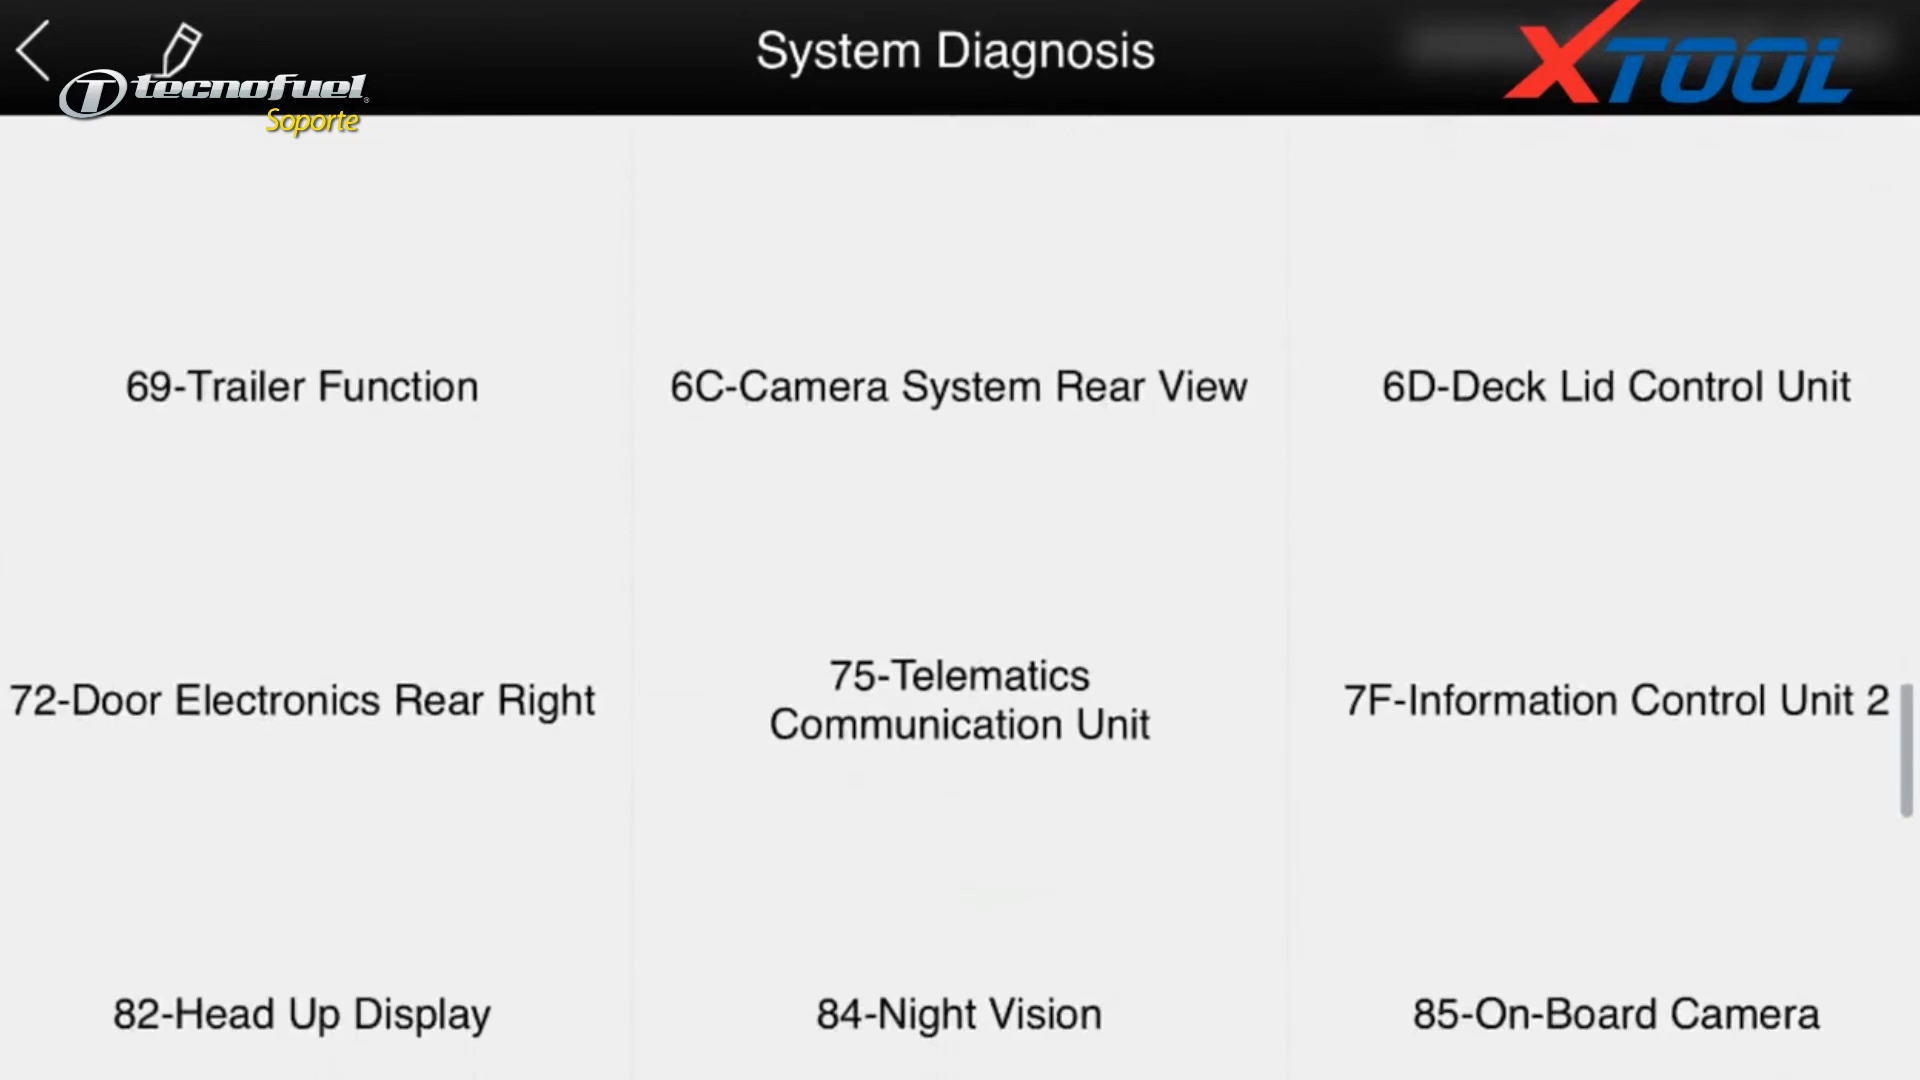 System Diagnosis
XTOOL
tecnofuel
Soporte
69-Trailer Function
6C-Camera System Rear View
6D-Deck Lid Control Unit
72-Door Electronics Rear Right
75-Telematics
Communication Unit
7F-Information Control Unit 2
82-Head Up Display
84-Night Vision
85-On-Board Camera